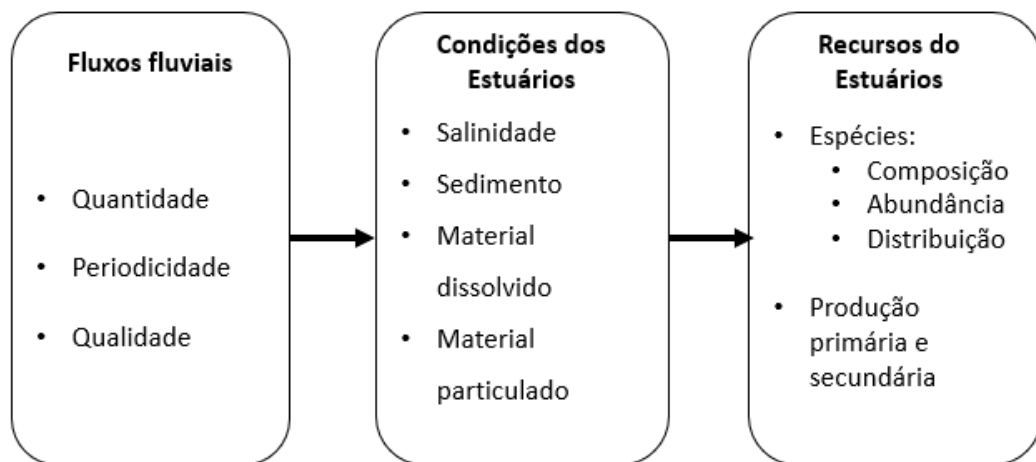 Fluxos fluviais
• Quantidade
• Periodicidade
• Qualidade
Condições dos
Estuários
• Salinidade
• Sedimento
• Material
dissolvido
• Material
particulado
Recursos do
Estuários
• Espécies:
• Composição
• Abundância
• Distribuição
• Produção
primária e
secundária